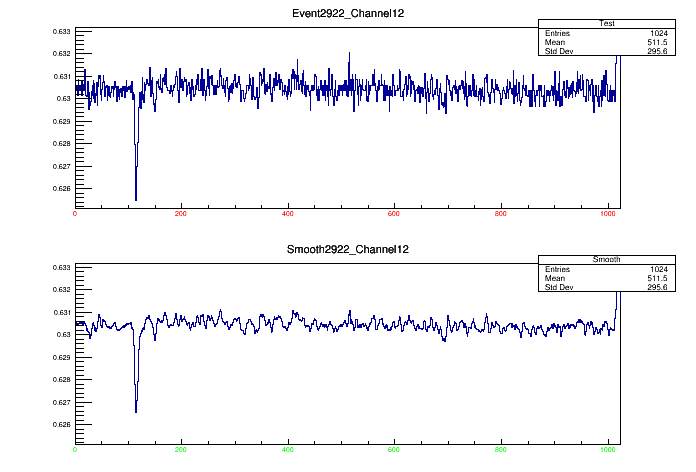 Event2922_Channel12
Test
Entries 1024
Mean 511.5
Std Dev 295.6
0.633
0.632
0.631
0.63
0.629
0.628
0.627
0.626
0 200 400 600 800 1000
Smooth2922_Channel12
Smooth
Entries 1024
Mean 511.5
Std Dev 295.6
0.633
0.632
0.631
0.63
0.629
0.628
0.627
0.626
0 200 400 600 800 1000